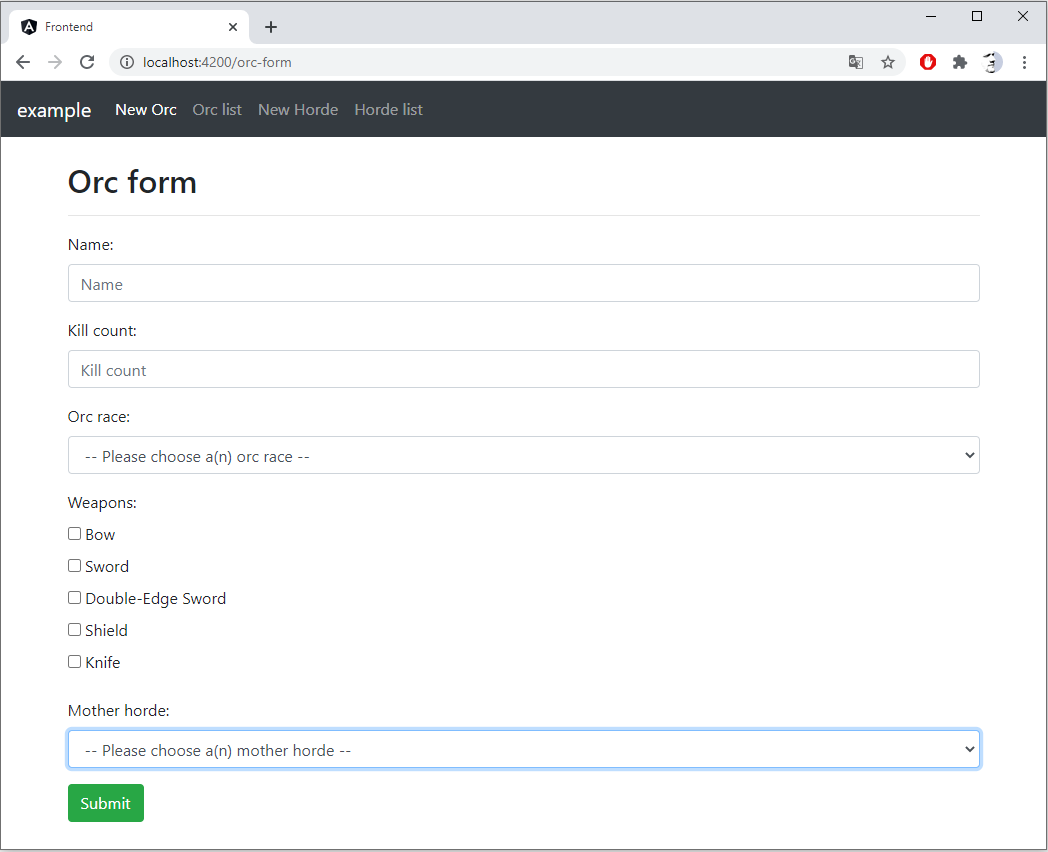 Frontend
localhost:4200/orc-form
example New Orc Orc list New Horde Horde list
Orc form
Name:
Name
Kill count:
Kill count
Orc race:
-- Please choose a(n) orc race --
Weapons:
Bow
Sword
Double-Edge Sword
Shield
Knife
Mother horde:
-- Please choose a(n) mother horde --
Submit